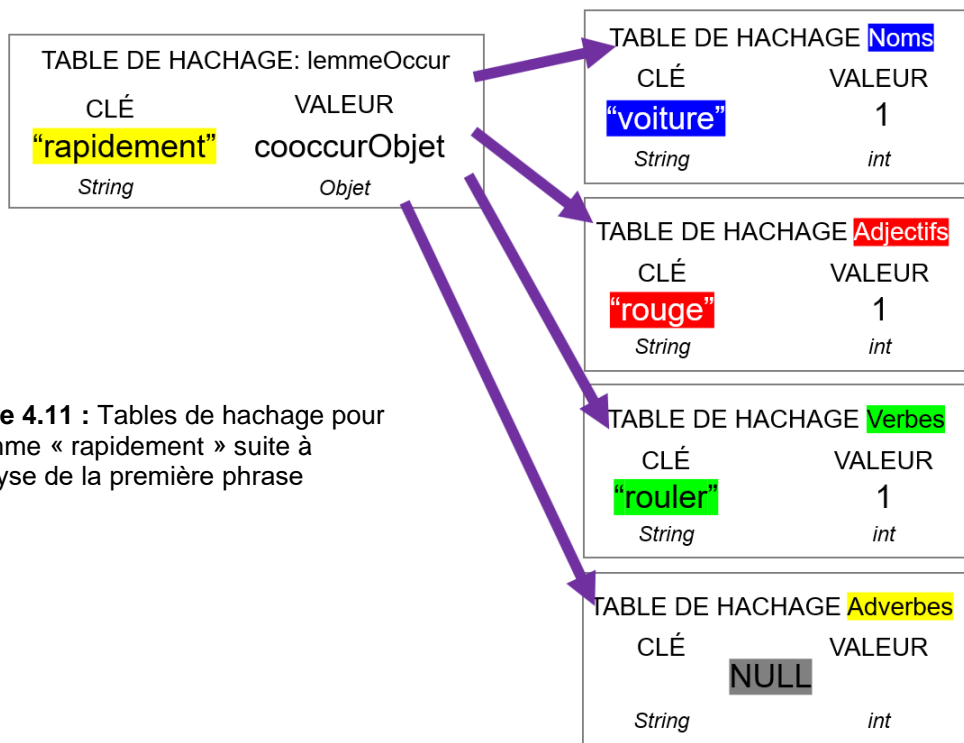 TABLE DE HACHAGE: lemmeOccur
CLÉ VALEUR
“rapidement” cooccurObjet
String Objet
TABLE DE HACHAGE Noms
CLÉ VALEUR
“voiture” 1
String int
TABLE DE HACHAGE Adjectifs
CLÉ VALEUR
“rouge” 1
String int
TABLE DE HACHAGE Verbes
CLÉ VALEUR
“rouler” 1
String int
TABLE DE HACHAGE Adverbes
CLÉ VALEUR
NULL
String int
e 4.11 : Tables de hachage pour
nme « rapidement » suite à
yse de la première phrase